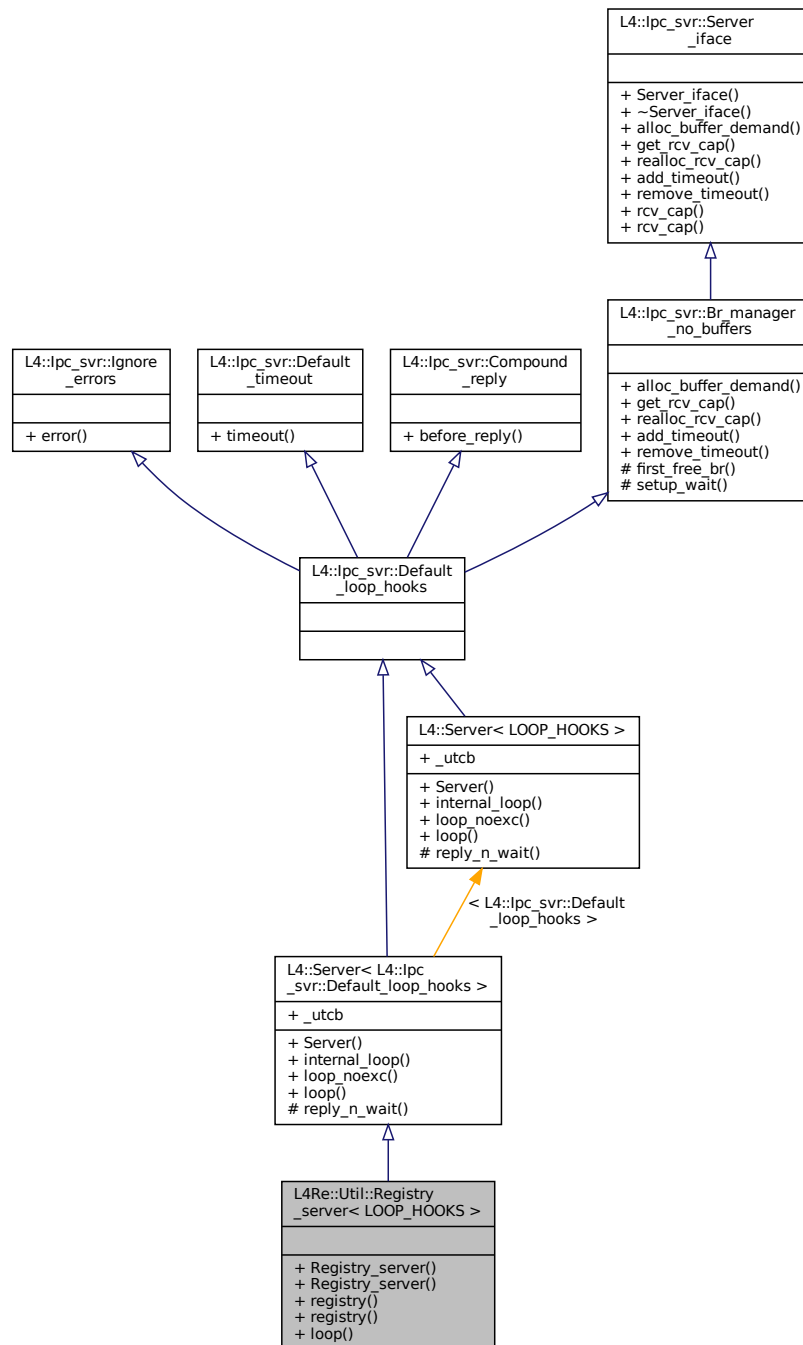 L4::Ipc_svr::Server
_iface
+ Server_iface()
+ ~Server_iface()
+ alloc_buffer_demand()
+ get_rcv_cap()
+ realloc_rcv_cap()
+ add_timeout()
+ remove_timeout()
+ rcv_cap()
+ rcv_cap()
L4::Ipc_svr::Br_manager
_no_buffers
+ alloc_buffer_demand()
+ get_rcv_cap()
+ realloc_rcv_cap()
+ add_timeout()
+ remove_timeout()
# first_free_br()
# setup_wait()
L4::Ipc_svr::Ignore
_errors
+ error()
L4::Ipc_svr::Default
_timeout
+ timeout()
L4::Ipc_svr::Compound
_reply
+ before_reply()
L4::Ipc_svr::Default
_loop_hooks
L4::Server< LOOP_HOOKS >
+ _utcb
+ Server()
+ internal_loop()
+ loop_noexc()
+ loop()
# reply_n_wait()
< L4::Ipc_svr::Default
_loop_hooks >
L4::Server< L4::Ipc
_svr::Default_loop_hooks >
+ _utcb
+ Server()
+ internal_loop()
+ loop_noexc()
+ loop()
# reply_n_wait()
L4Re::Util::Registry
_server< LOOP_HOOKS >
+ Registry_server()
+ Registry_server()
+ registry()
+ registry()
+ loop()